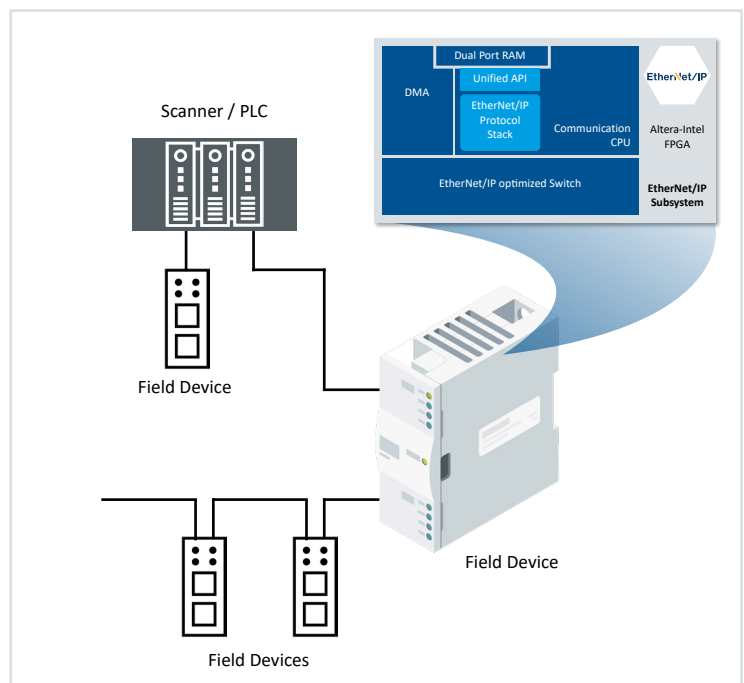 Dual Port RAM
Unified API
DMA
EtherNet/IP
Protocol
Stack
Communication
CPU
EtherNet/IP optimized Switch
EtherNet/IP
Altera-Intel
FPGA
EtherNet/IP
Subsystem
Scanner / PLC
Field Device
Field Device
Field Devices